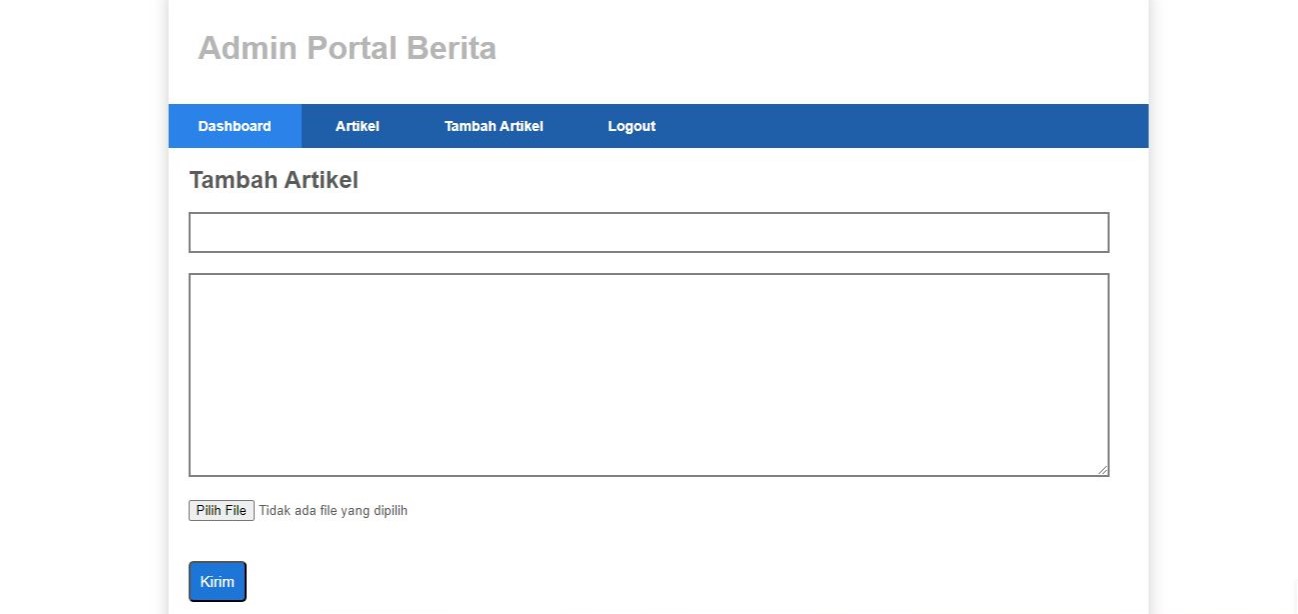 Admin Portal Berita
Dashboard Artikel Tambah Artikel Logout
Tambah Artikel
Pilih File Tidak ada file yang dipilih
Kirim